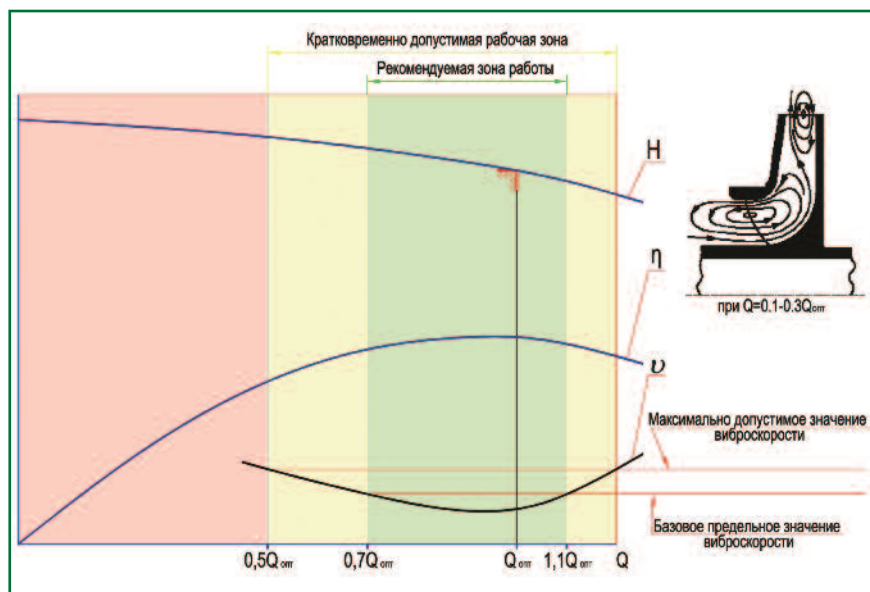 Кратковременно допустимая рабочая зона
Рекомендуемая зона работы
H
η
при Q=0.1-0.3Qопт
υ
Максимально допустимое значение
виброскорости
Базовое предельное значение
виброскорости
0,5Qопт
0,7Qопт
Qопт
1,1Qопт
Q